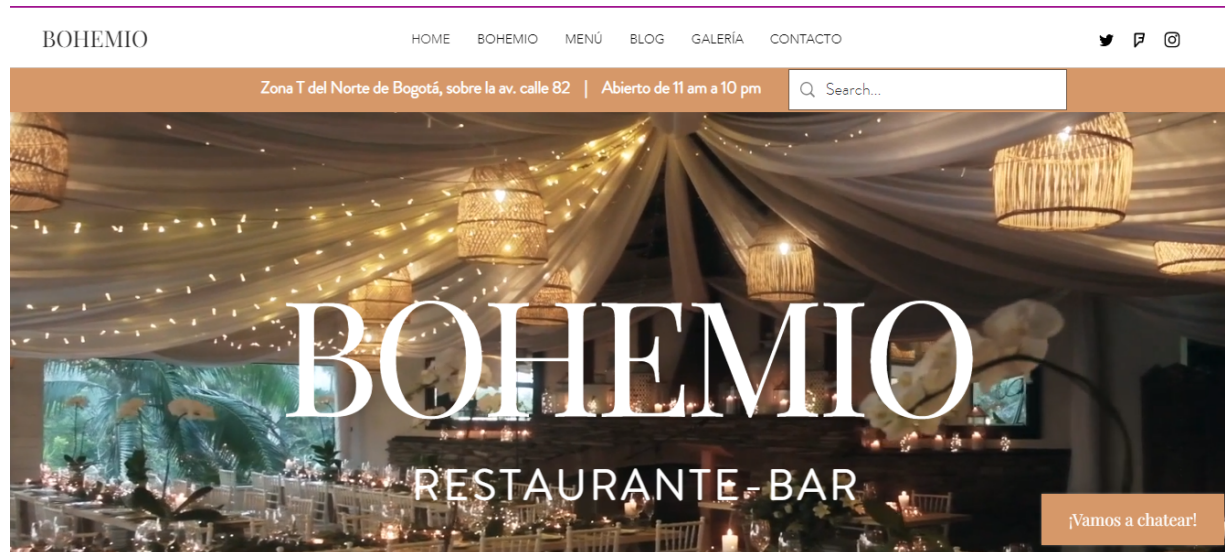 BOHEMIO
HOME BOHEMIO MENÚ BLOG GALERÍA CONTACTO
Zona T del Norte de Bogotá, sobre la av. calle 82 | Abierto de 11 am a 10 pm
Search...
BOHEMIO
RESTAURANTE-BAR
¡Vamos a chatear!